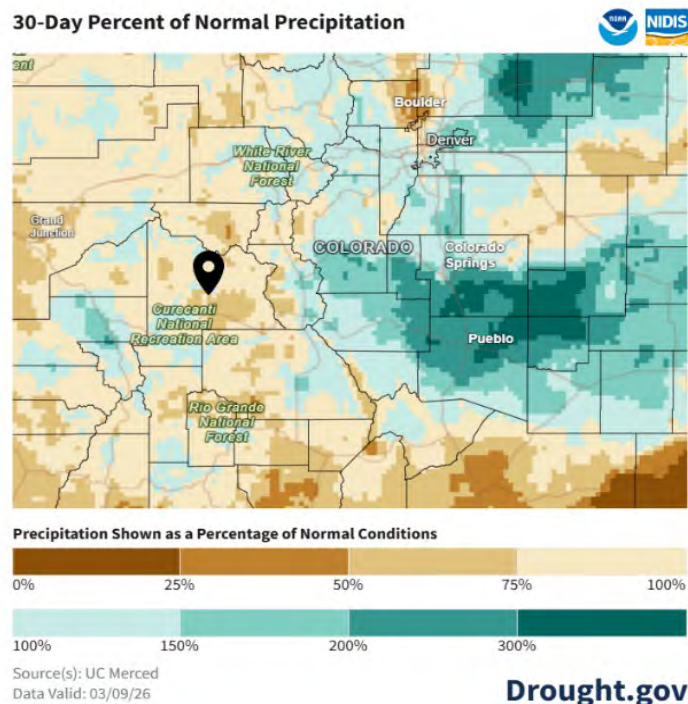 30-Day Percent of Normal Precipitation
NOAA
NIDIS
ent
Boulder
Denver
White River
National
Forest
Grand
Junction
COLORADO
Colorado
Springs
Curecanti
National
Recreation Area
Pueblo
Rio Grande
National
Forest
Precipitation Shown as a Percentage of Normal Conditions
0% 25% 50% 75% 100%
100% 150% 200% 300%
Source(s): UC Merced
Data Valid: 03/09/26
Drought.gov